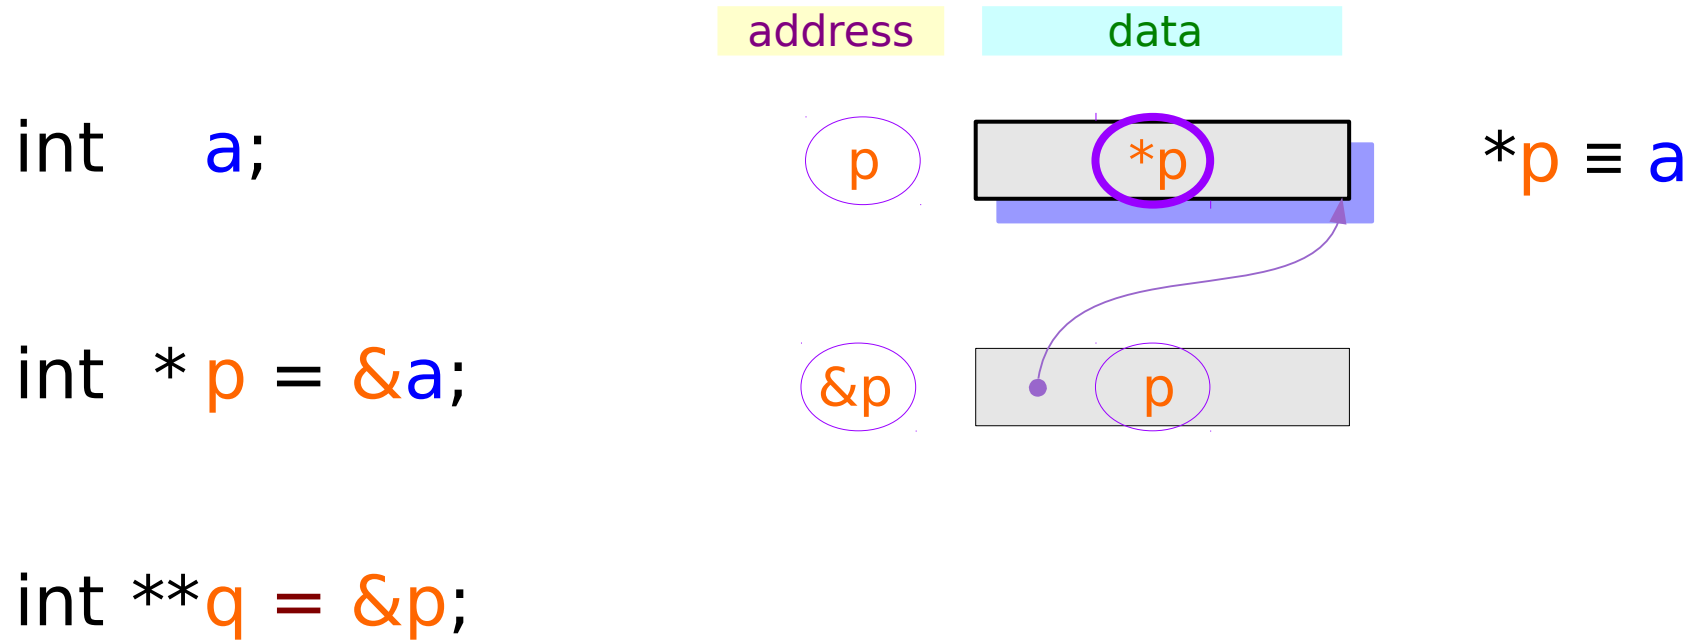 address data
int a; p *p *p ≡ a
int * p = &a; &p p
int **q = &p;